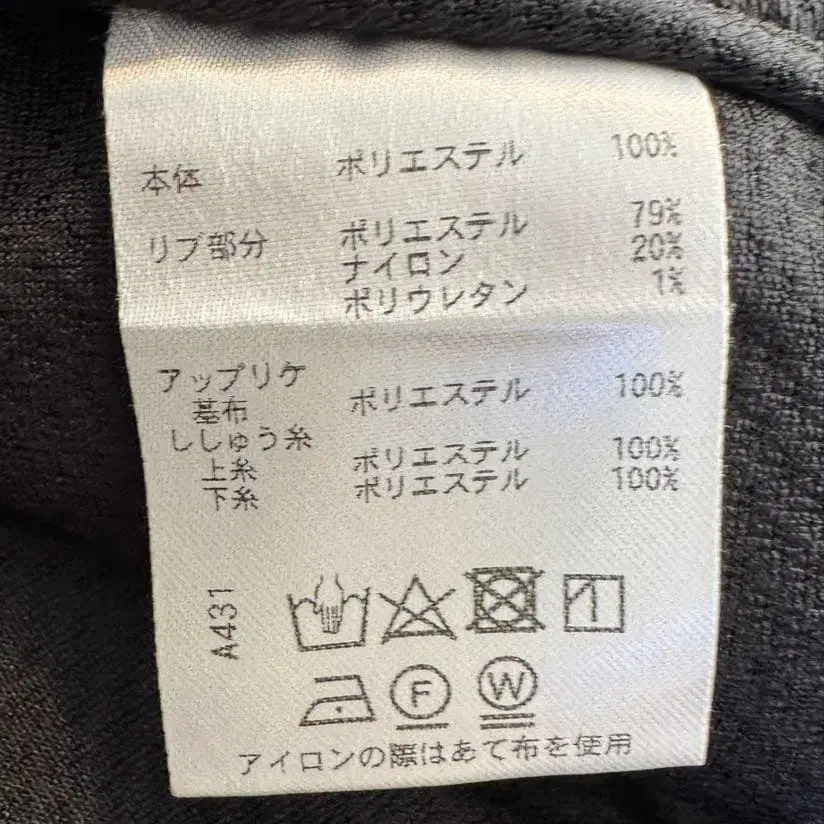 本体 ポリエステル 100%
リブ部分 ポリエステル 79%
ナイロン 20%
ポリウレタン 1%
アップリケ
基布 ポリエステル 100%
ししゅう糸
上糸 ポリエステル 100%
下糸 ポリエステル 100%
A431
F W
アイロンの際はあて布を使用